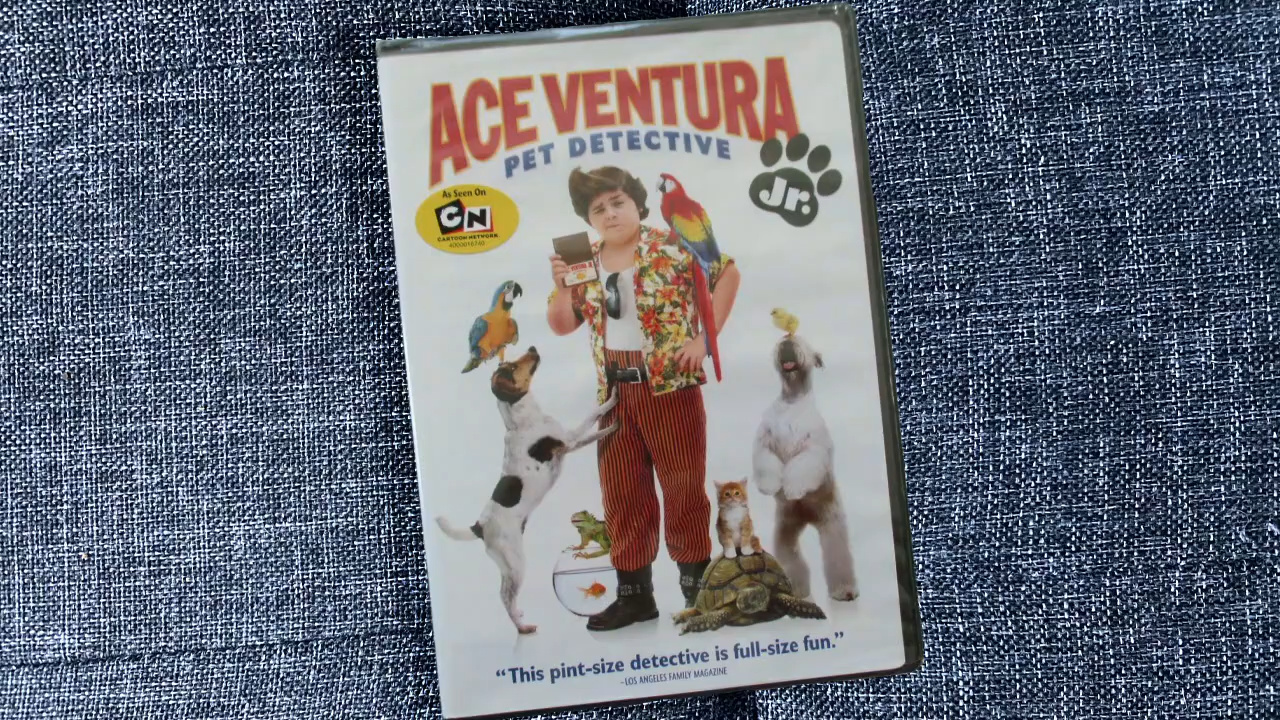 ACE VENTURA
PET DETECTIVE
Jr.
As Seen On
CN
CARTOON NETWORK
"This pint-size detective is full-size fun."
–LOS ANGELES FAMILY MAGAZINE